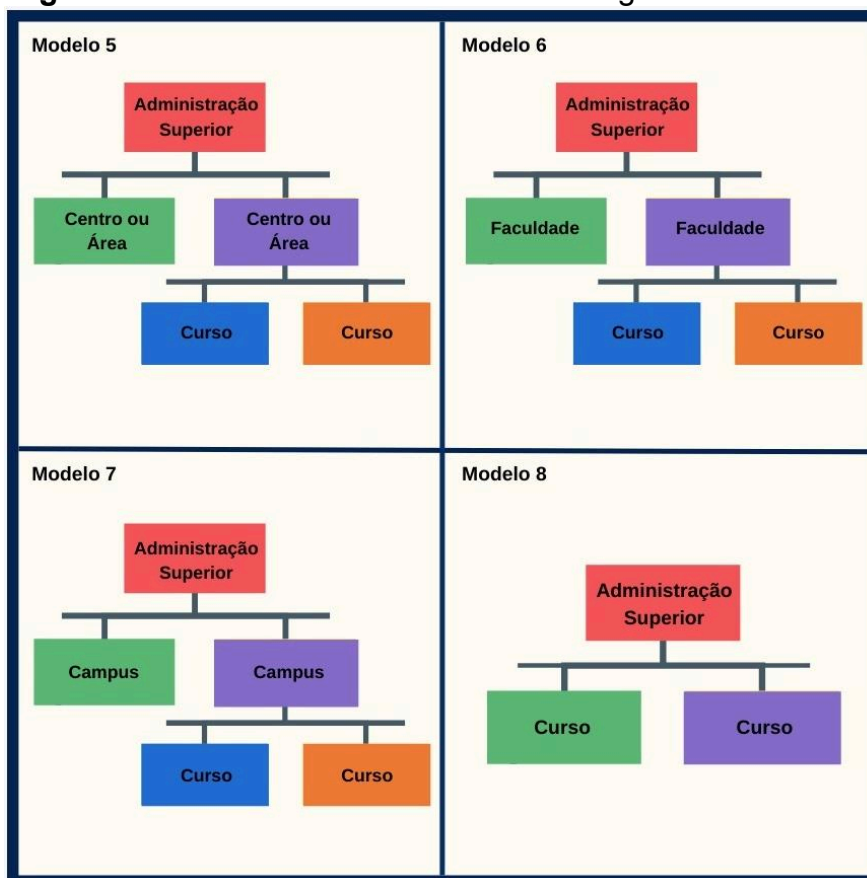 Modelo 5
Administração
Superior
Centro ou
Área
Centro ou
Área
Curso
Curso
Modelo 6
Administração
Superior
Faculdade
Faculdade
Curso
Curso
Modelo 7
Administração
Superior
Campus
Campus
Curso
Curso
Modelo 8
Administração
Superior
Curso
Curso